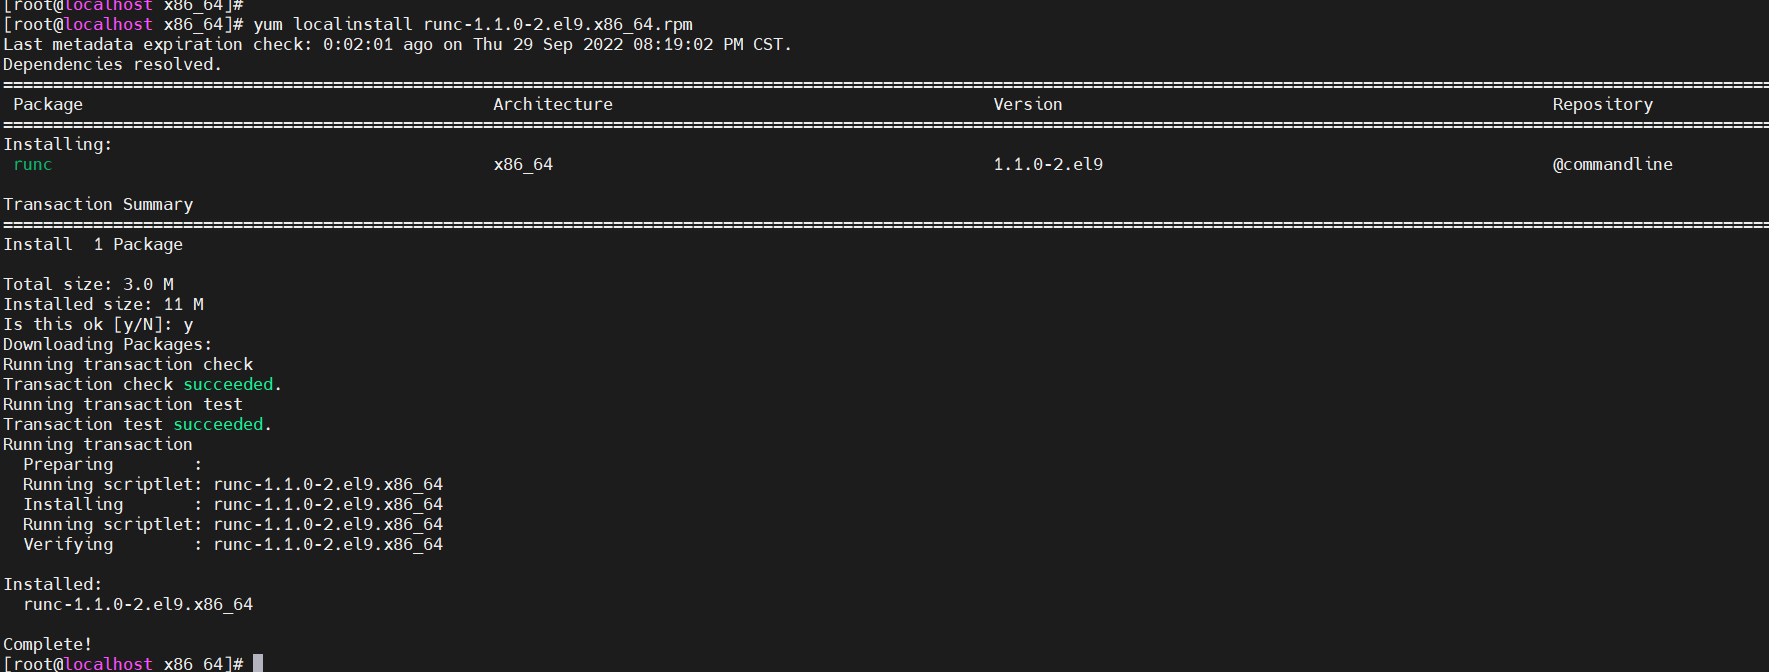 [root@localhost x86_64]#
[root@localhost x86_64]# yum localinstall runc-1.1.0-2.el9.x86_64.rpm
Last metadata expiration check: 0:02:01 ago on Thu 29 Sep 2022 08:19:02 PM CST.
Dependencies resolved.
================================================================================
Package Architecture Version Repository
================================================================================
Installing:
runc x86_64 1.1.0-2.el9 @commandline
Transaction Summary
================================================================================
Install 1 Package
Total size: 3.0 M
Installed size: 11 M
Is this ok [y/N]: y
Downloading Packages:
Running transaction check
Transaction check succeeded.
Running transaction test
Transaction test succeeded.
Running transaction
Preparing :
Running scriptlet: runc-1.1.0-2.el9.x86_64
Installing : runc-1.1.0-2.el9.x86_64
Running scriptlet: runc-1.1.0-2.el9.x86_64
Verifying : runc-1.1.0-2.el9.x86_64
Installed:
runc-1.1.0-2.el9.x86_64
Complete!
[root@localhost x86_64]#